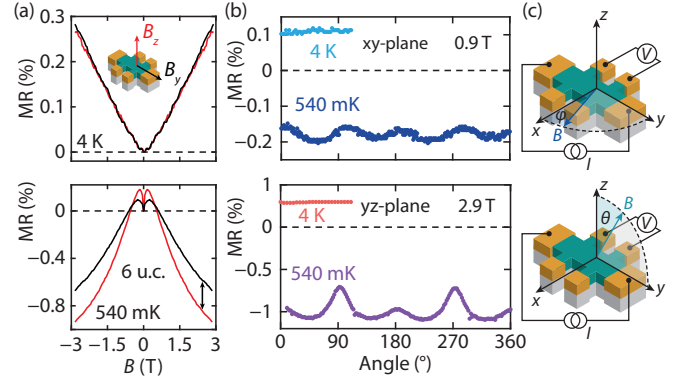 (a)
(b)
(c)
MR (%)
0.3
0.2
0.1
0
B_z
B_y
4 K
MR (%)
0
−0.4
−0.8
6 u.c.
540 mK
−3
−1.5
0
1.5
3
B (T)
MR (%)
0.1
0
−0.1
−0.2
4 K
xy-plane
0.9 T
540 mK
MR (%)
1
0
−0.5
−1
4 K
yz-plane
2.9 T
540 mK
0
90
180
270
360
Angle (°)
z
V
x
φ
B
y
I
z
B
θ
V
x
y
I